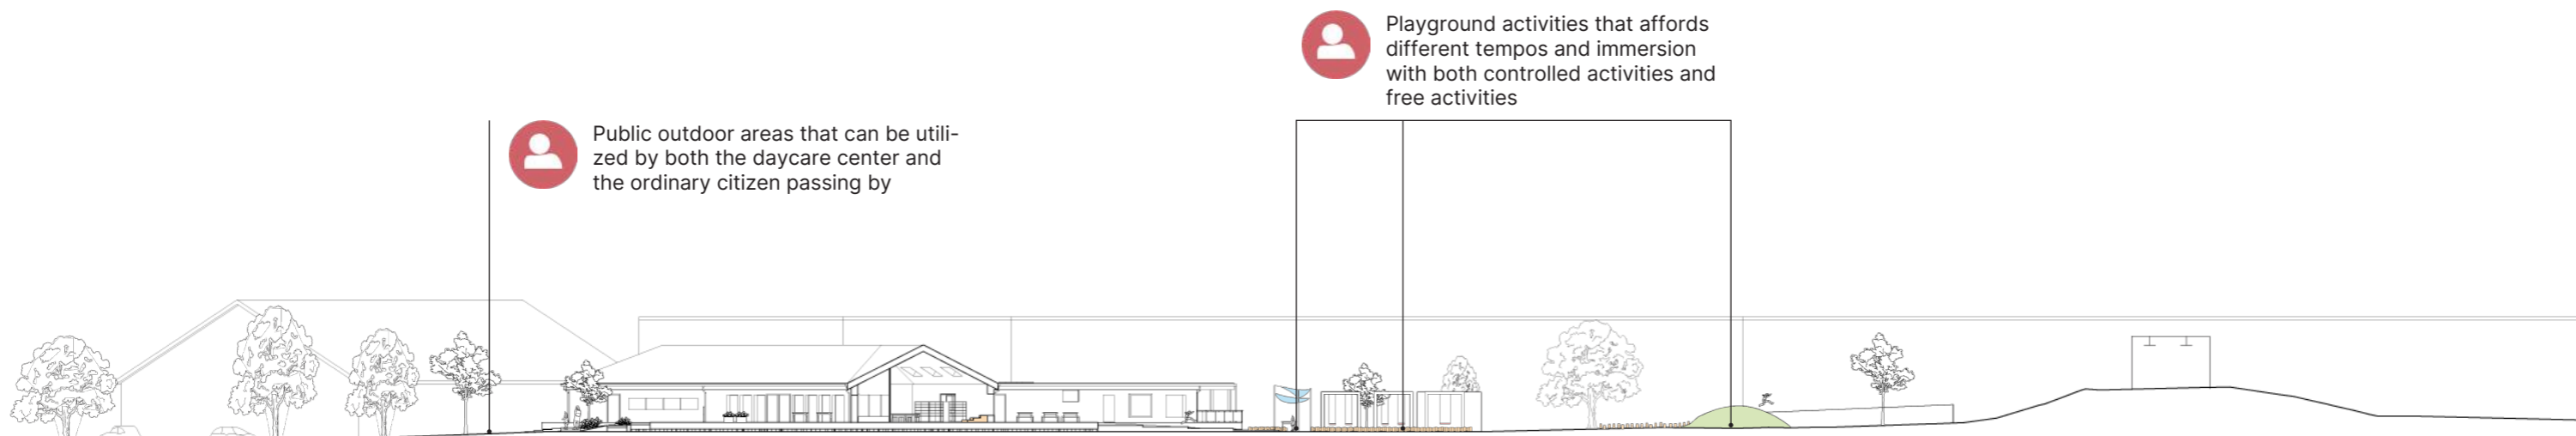 Playground activities that affords
different tempos and immersion
with both controlled activities and
free activities
Public outdoor areas that can be utili-
zed by both the daycare center and
the ordinary citizen passing by